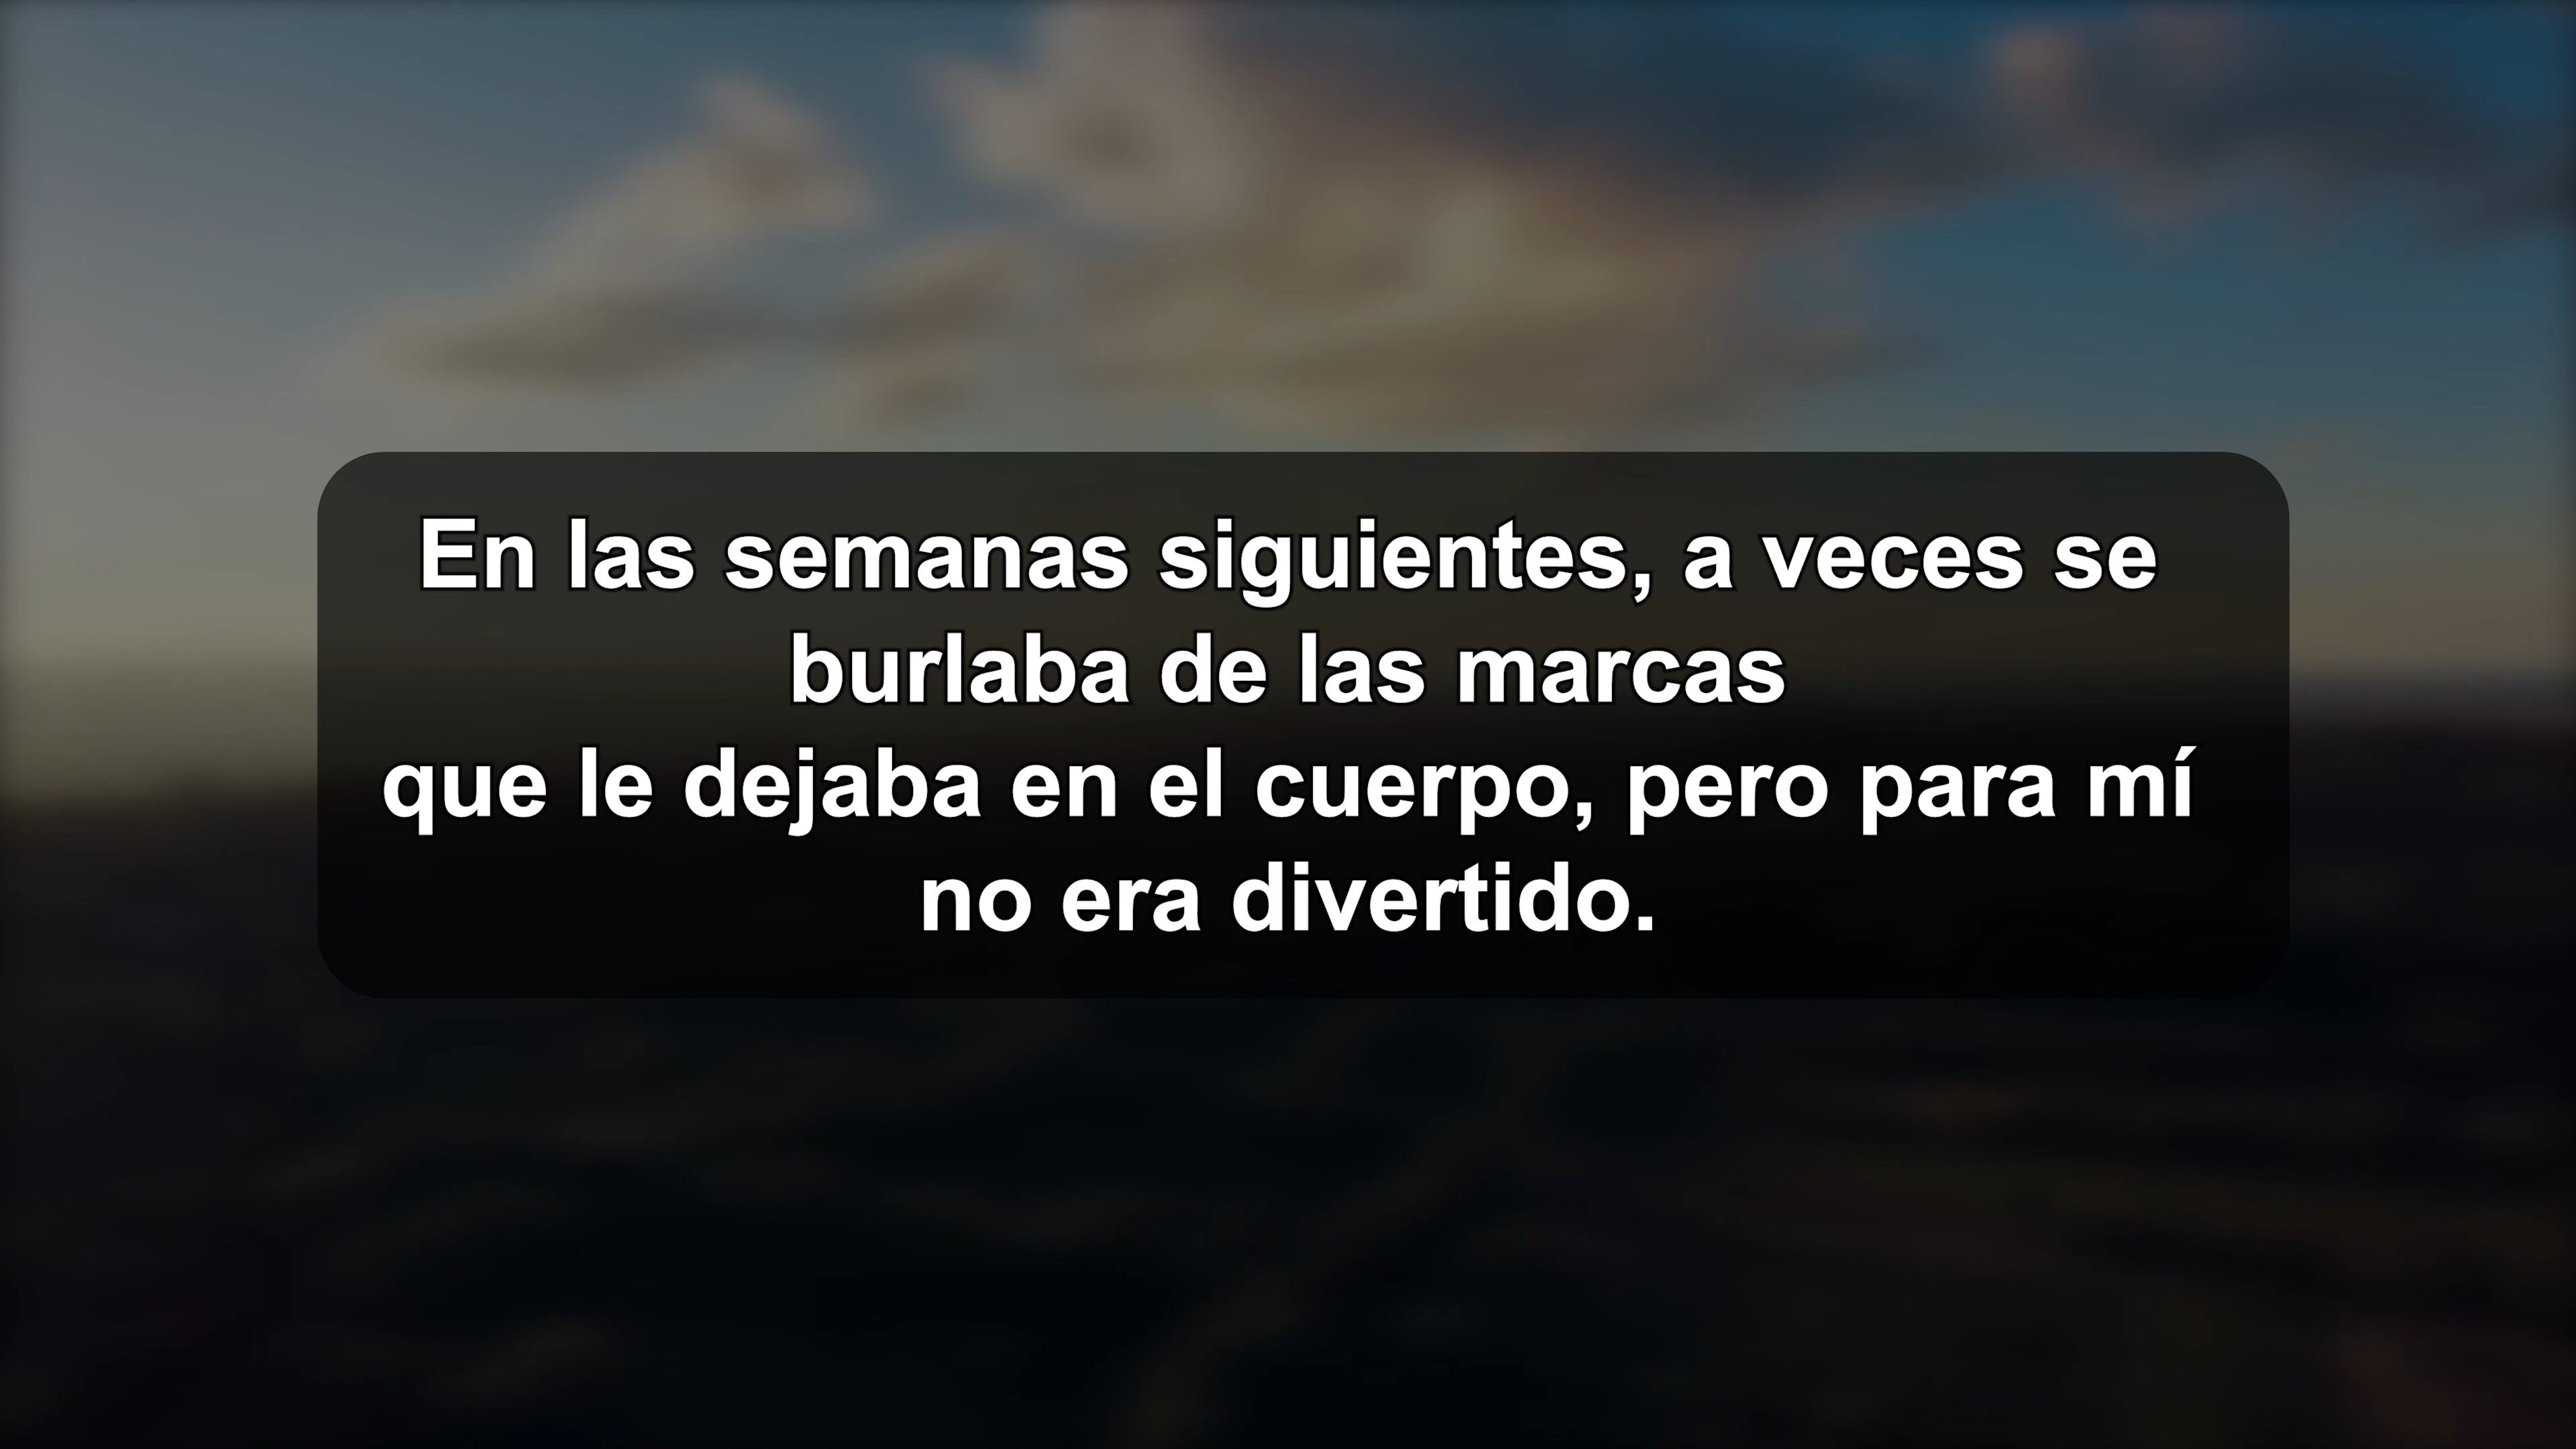 En las semanas siguientes, a veces se
burlaba de las marcas
que le dejaba en el cuerpo, pero para mí
no era divertido.